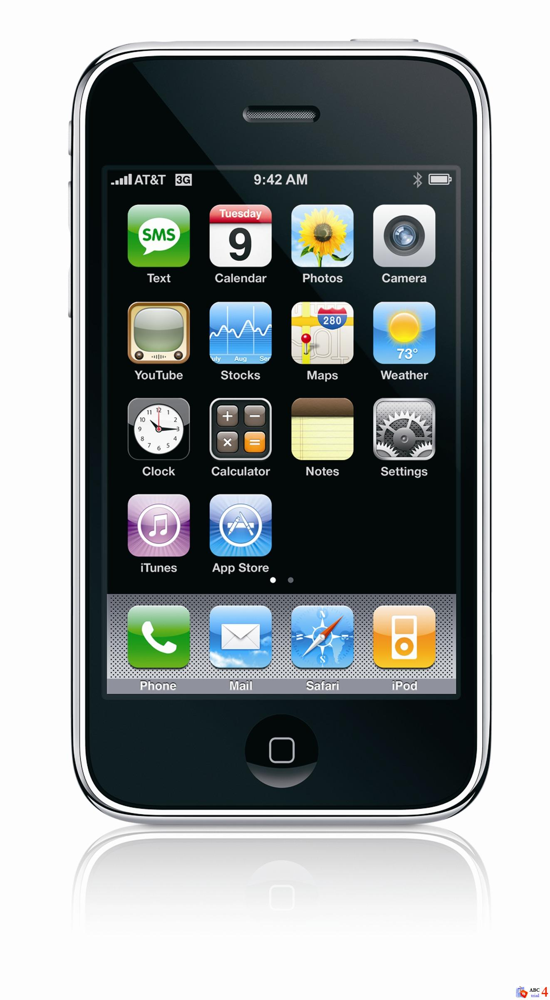 AT&T 3G 9:42 AM
SMS
Tuesday
9
Text Calendar Photos Camera
280
73°
uly Aug Sep
YouTube Stocks Maps Weather
11 12 1
10 2
9 3
8 4
7 6 5
+ −
× =
Clock Calculator Notes Settings
iTunes App Store
N
W E
S
Phone Mail Safari iPod
ABC 4
trial